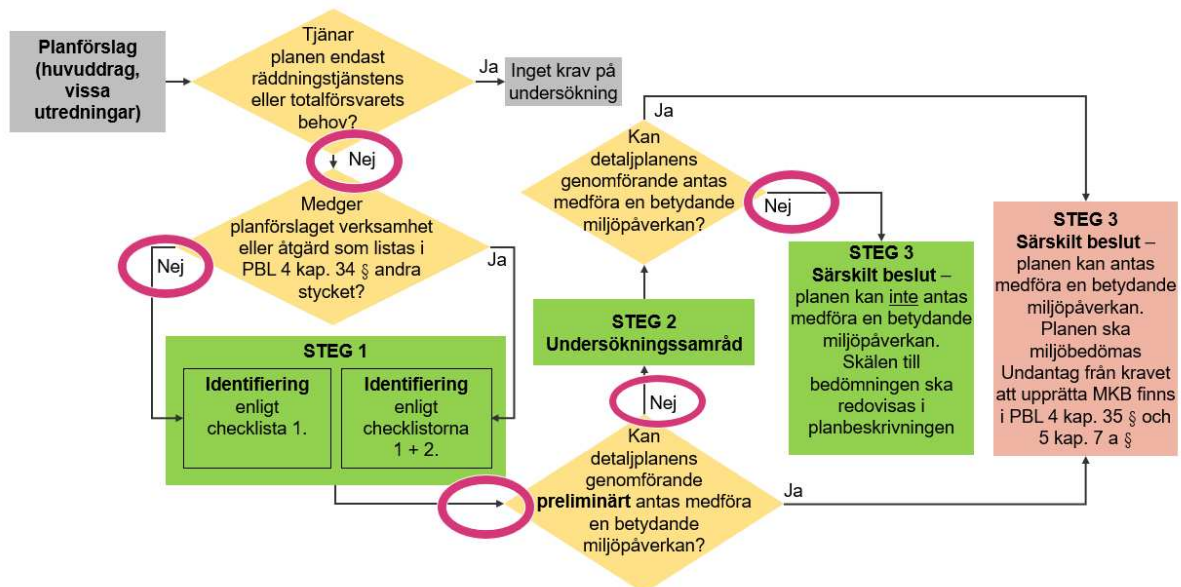 Planförslag
(huvuddrag,
vissa
utredningar)
Tjänar
planen endast
räddningstjänstens
eller totalförsvarets
behov?
Ja
Inget krav på
undersökning
Nej
Medger
planförslaget verksamhet
eller åtgärd som listas i
PBL 4 kap. 34 § andra
stycket?
Nej
Ja
STEG 1
Identifiering
enligt
checklista 1.
Identifiering
enligt
checklistorna
1 + 2.
Kan
detaljplanens
genomförande
preliminärt antas medföra
en betydande
miljöpåverkan?
Nej
Ja
STEG 2
Undersökningssamråd
Kan
detaljplanens
genomförande antas
medföra en betydande
miljöpåverkan?
Ja
Nej
STEG 3
Särskilt beslut –
planen kan inte antas
medföra en betydande
miljöpåverkan.
Skälen till
bedömningen ska
redovisas i
planbeskrivningen
STEG 3
Särskilt beslut –
planen kan antas
medföra en betydande
miljöpåverkan.
Planen ska
miljöbedömas
Undantag från kravet
att upprätta MKB finns
i PBL 4 kap. 35 § och
5 kap. 7 a §